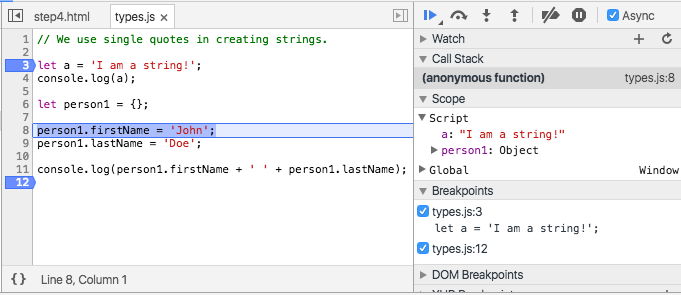 step4.html types.js ×
1 // We use single quotes in creating strings.
2
3 let a = 'I am a string!';
4 console.log(a);
5
6 let person1 = {};
7
8 person1.firstName = 'John';
9 person1.lastName = 'Doe';
10
11 console.log(person1.firstName + ' ' + person1.lastName);
12
{} Line 8, Column 1
Async
Watch
Call Stack
(anonymous function) types.js:8
Scope
Script
a: "I am a string!"
person1: Object
Global Window
Breakpoints
types.js:3
let a = 'I am a string!';
types.js:12
DOM Breakpoints